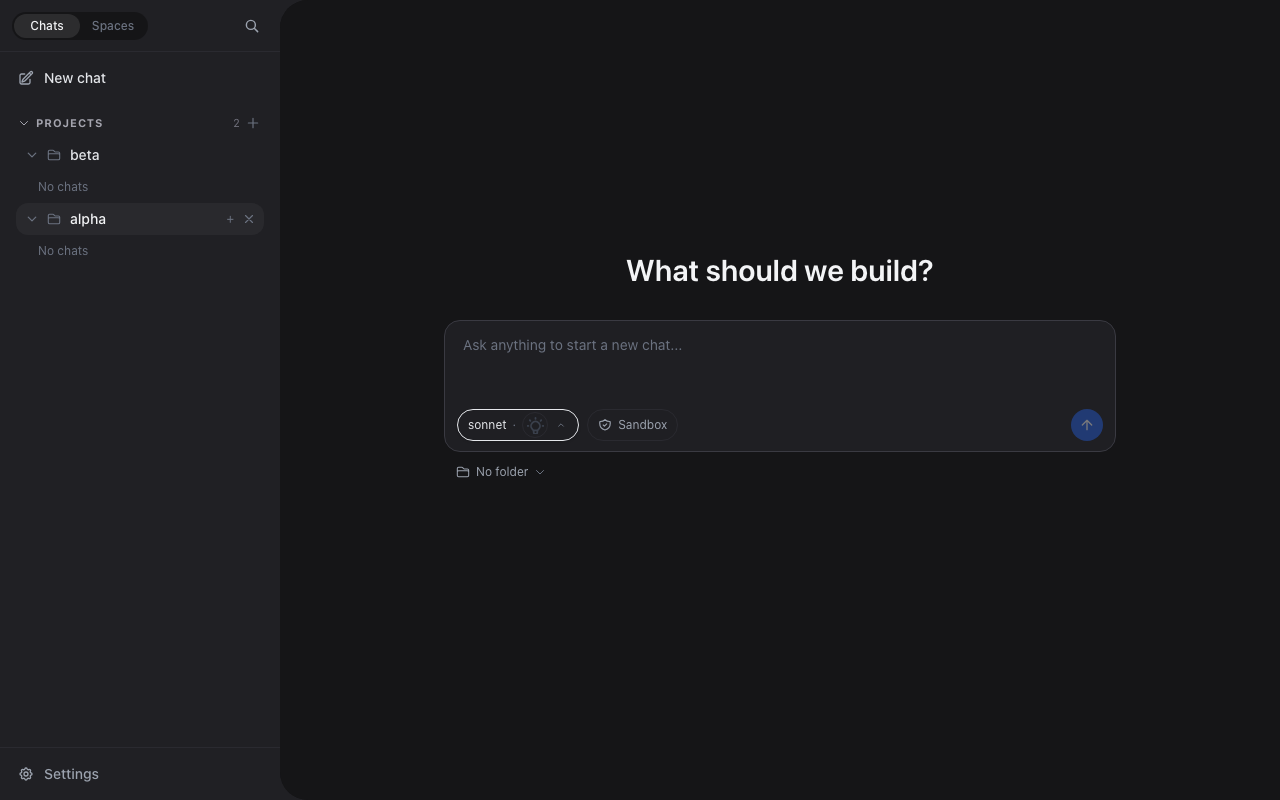 Chats Spaces
New chat
PROJECTS 2
beta
No chats
alpha
No chats
What should we build?
Ask anything to start a new chat...
sonnet · Sandbox
No folder
Settings